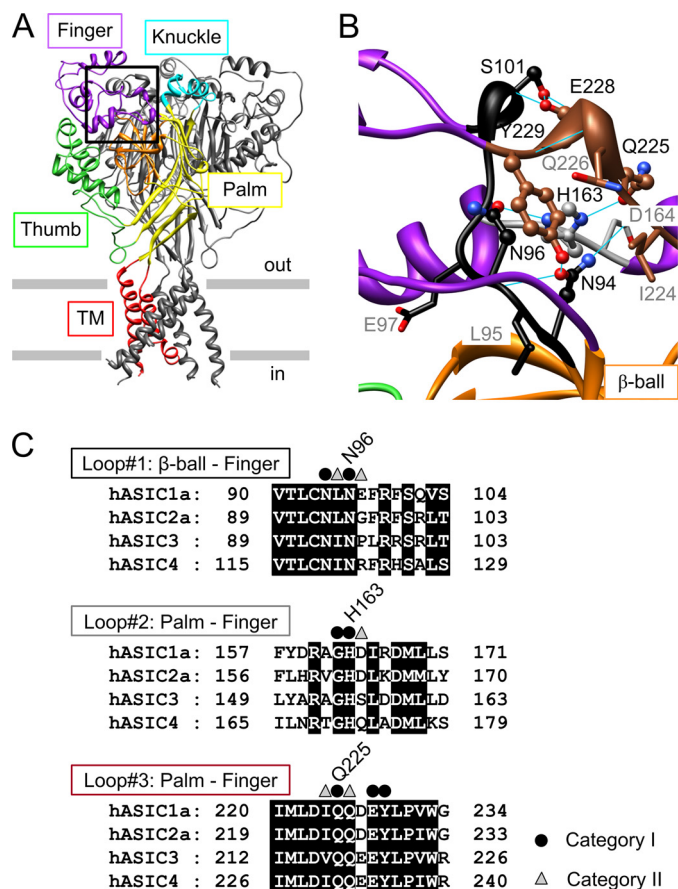 A
Finger
Knuckle
Palm
Thumb
out
TM
in
B
S101
E228
Y229
Q225
Q226
H163
D164
N96
N94
I224
E97
L95
β-ball
C
N96
Loop#1: β-ball - Finger
hASIC1a: 90 VTLCNLNEFRFSQVS 104
hASIC2a: 89 VTLCNLNGFRFSRLT 103
hASIC3 : 89 VTLCNINPLRRSRLT 103
hASIC4 : 115 VTLCNINRFRHSALS 129
H163
Loop#2: Palm - Finger
hASIC1a: 157 FYDRAGHDIRDMLLS 171
hASIC2a: 156 FLHRVGHDLKDMMLY 170
hASIC3 : 149 LYARAGHSLDDMLLD 163
hASIC4 : 165 ILNRTGHQLADMLKS 179
Q225
Loop#3: Palm - Finger
hASIC1a: 220 IMLDIQQDEYLPVWG 234
hASIC2a: 219 IMLDIQQDEYLPIWG 233
hASIC3 : 212 IMLDVQQEEYLPVWR 226
hASIC4 : 226 IMLDIQQEEYLPIWR 240
Category I
Category II